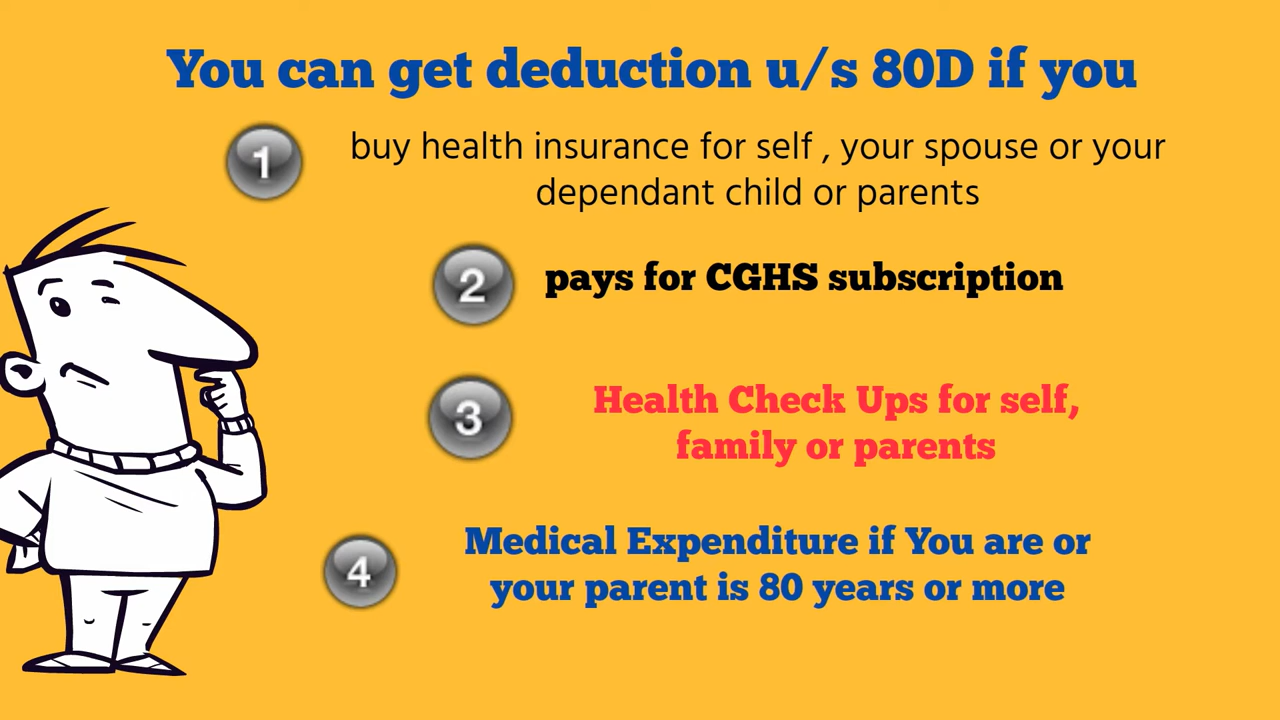 You can get deduction u/s 80D if you
1
buy health insurance for self , your spouse or your
dependant child or parents
2
pays for CGHS subscription
3
Health Check Ups for self,
family or parents
4
Medical Expenditure if You are or
your parent is 80 years or more